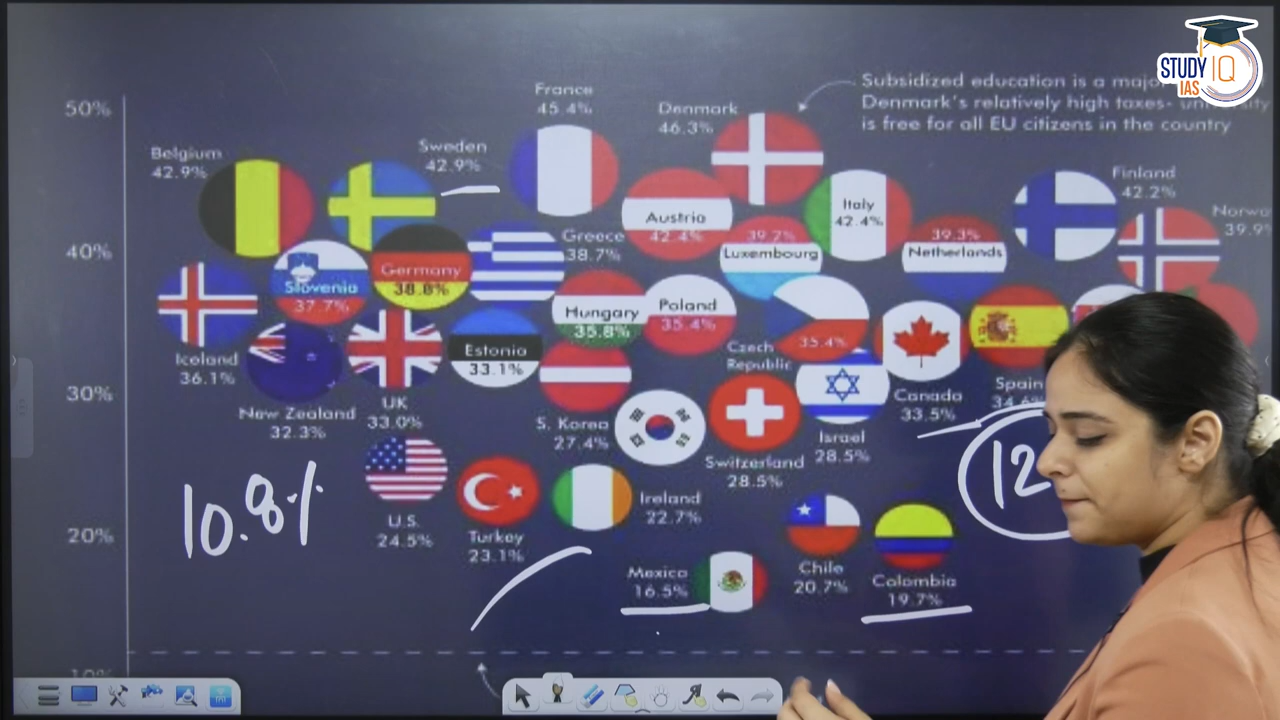 STUDY IQ
IAS
50%
40%
30%
20%
10%
Subsidized education is a
Denmark's relatively high taxes-
is free for all EU citizens in the country
France
45.4%
Denmark
46.3%
Belgium
42.9%
Sweden
42.9%
Finland
42.2%
Austria
42.4%
Italy
42.4%
39.9%
Greece
38.7%
39.7%
Luxembourg
39.3%
Netherlands
Germany
38.8%
Slovenia
37.7%
Hungary
35.8%
Poland
35.4%
Czech
Republic
35.4%
Iceland
36.1%
Estonia
33.1%
New Zealand
32.3%
UK
33.0%
Canada
33.5%
Spain
S. Korea
27.4%
Switzerland
28.5%
Israel
28.5%
10.8%
12
U.S.
24.5%
Turkey
23.1%
Ireland
22.7%
Mexico
16.5%
Chile
20.7%
Colombia
19.7%